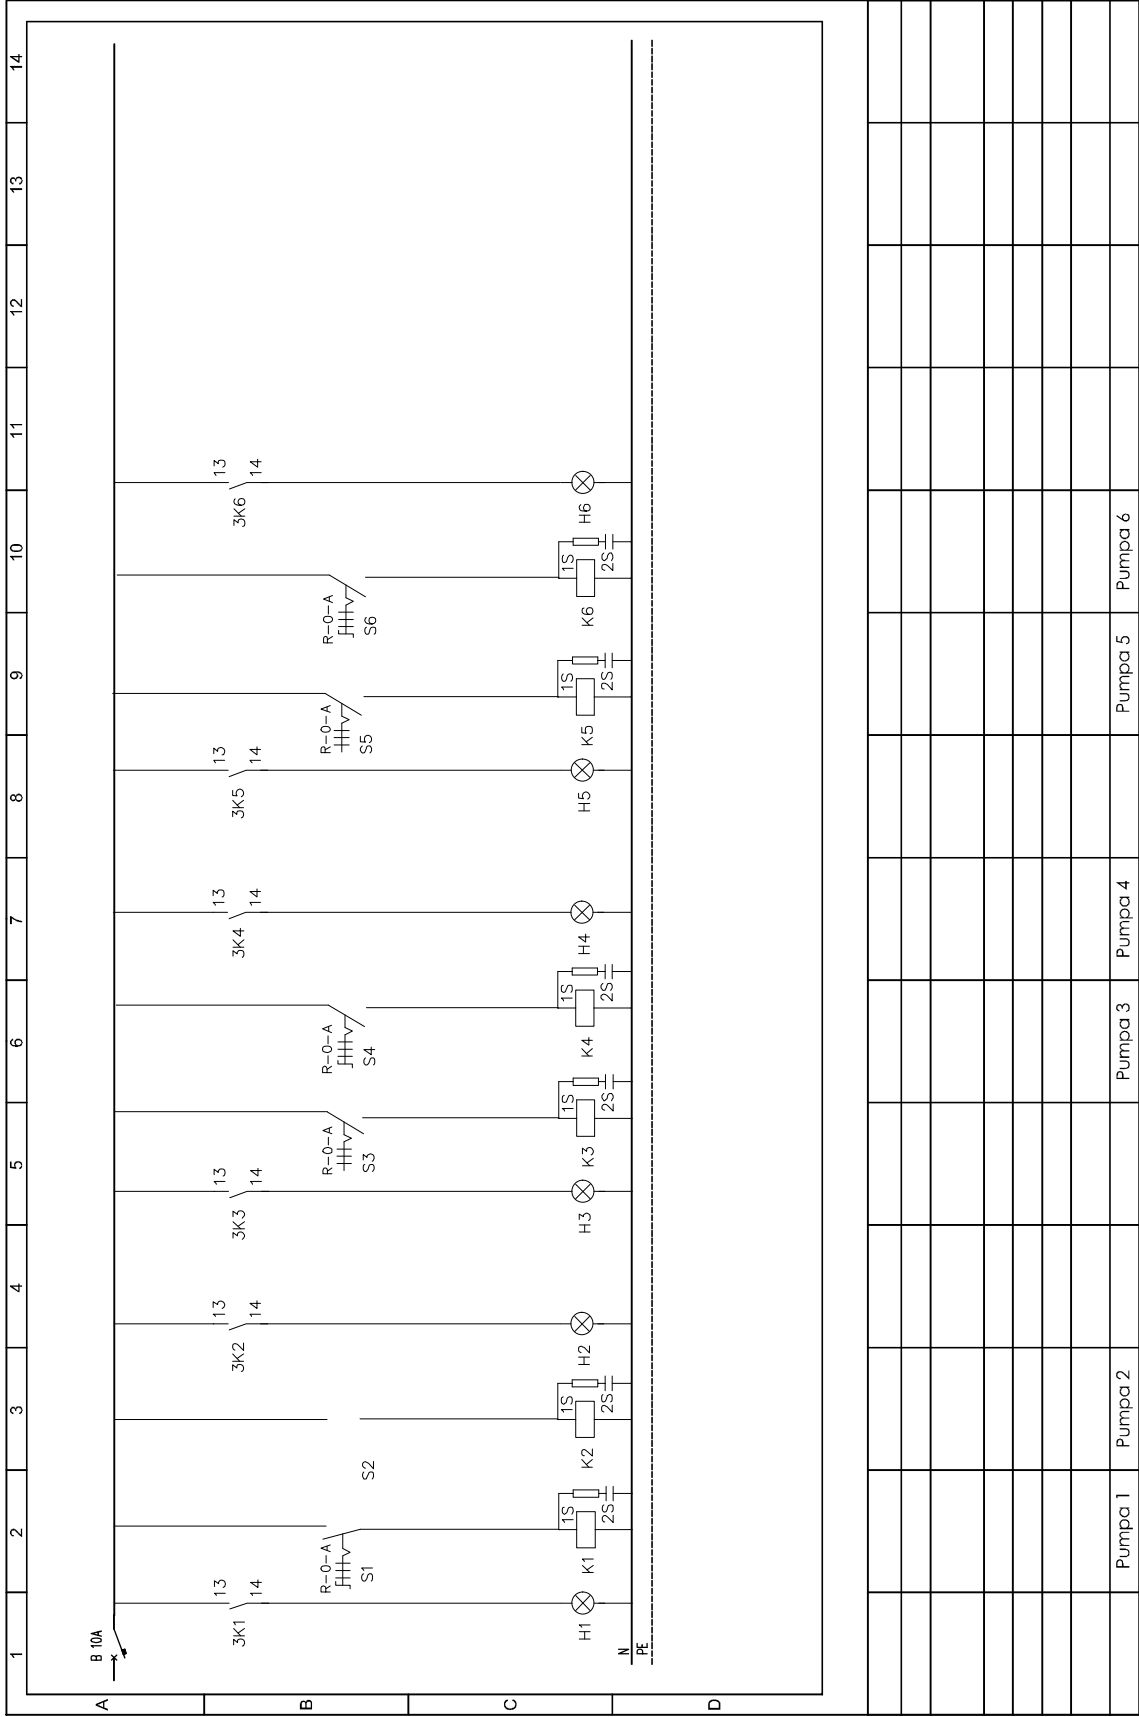 1 2 3 4 5 6 7 8 9 10 11 12 13 14
A
B 10A
B
13 13 13 13 13 13
3K1 3K2 3K3 3K4 3K5 3K6
14 14 14 14 14 14
R-0-A R-0-A R-0-A R-0-A R-0-A
S1 S2 S3 S4 S5 S6
C
1S 1S 1S 1S 1S 1S
H1 K1 K2 H2 H3 K3 K4 H4 H5 K5 K6 H6
2S 2S 2S 2S 2S 2S
N
PE
D
Pumpa 1 Pumpa 2 Pumpa 3 Pumpa 4 Pumpa 5 Pumpa 6